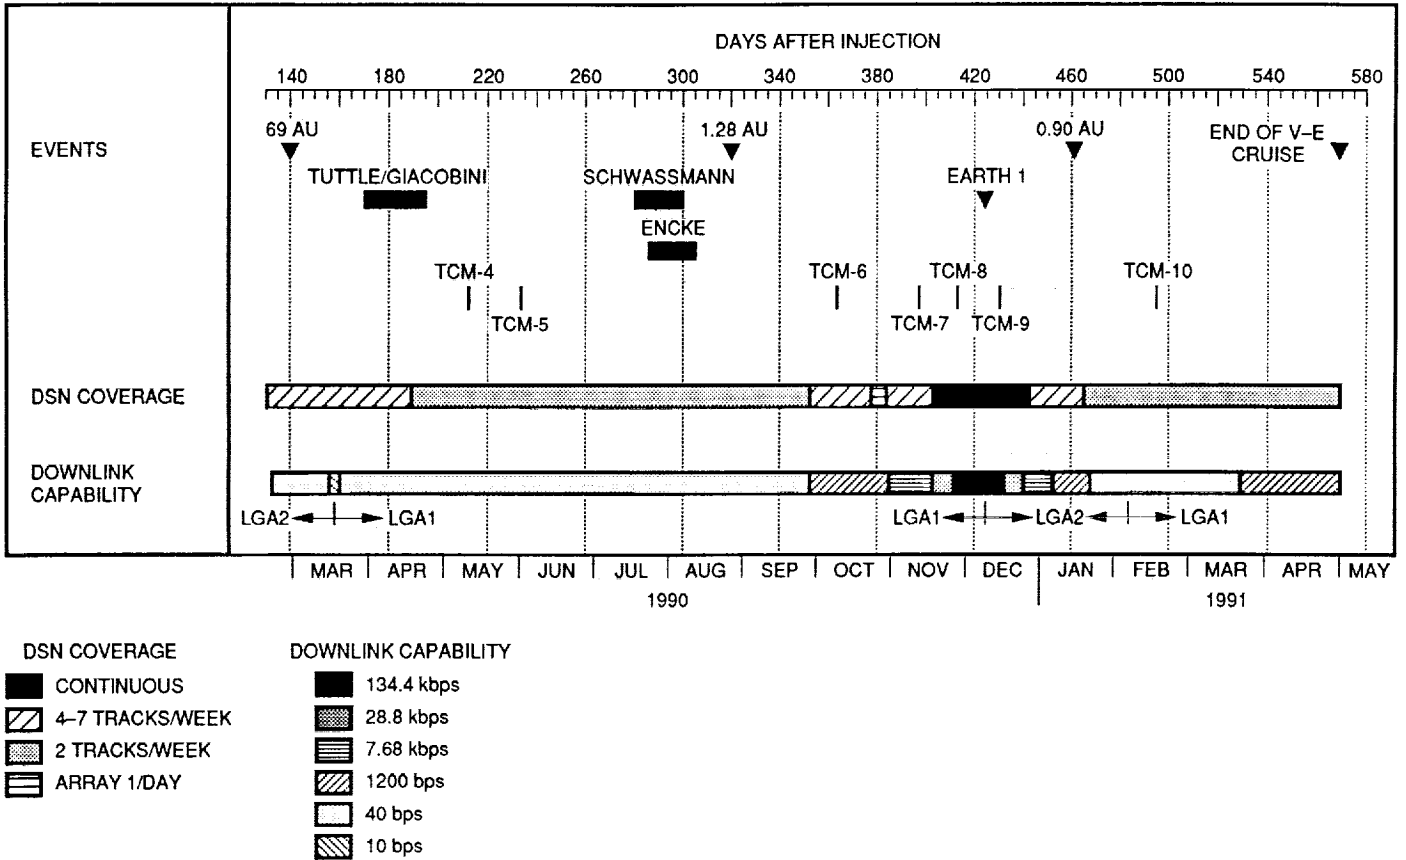 DAYS AFTER INJECTION
140 180 220 260 300 340 380 420 460 500 540 580
EVENTS
69 AU 1.28 AU 0.90 AU END OF V–E
CRUISE
TUTTLE/GIACOBINI SCHWASSMANN EARTH 1
ENCKE
TCM-4 TCM-6 TCM-8 TCM-10
TCM-5 TCM-7 TCM-9
DSN COVERAGE
DOWNLINK
CAPABILITY
LGA2 LGA1 LGA1 LGA2 LGA1
MAR APR MAY JUN JUL AUG SEP OCT NOV DEC JAN FEB MAR APR MAY
1990 1991
DSN COVERAGE
CONTINUOUS
4–7 TRACKS/WEEK
2 TRACKS/WEEK
ARRAY 1/DAY
DOWNLINK CAPABILITY
134.4 kbps
28.8 kbps
7.68 kbps
1200 bps
40 bps
10 bps